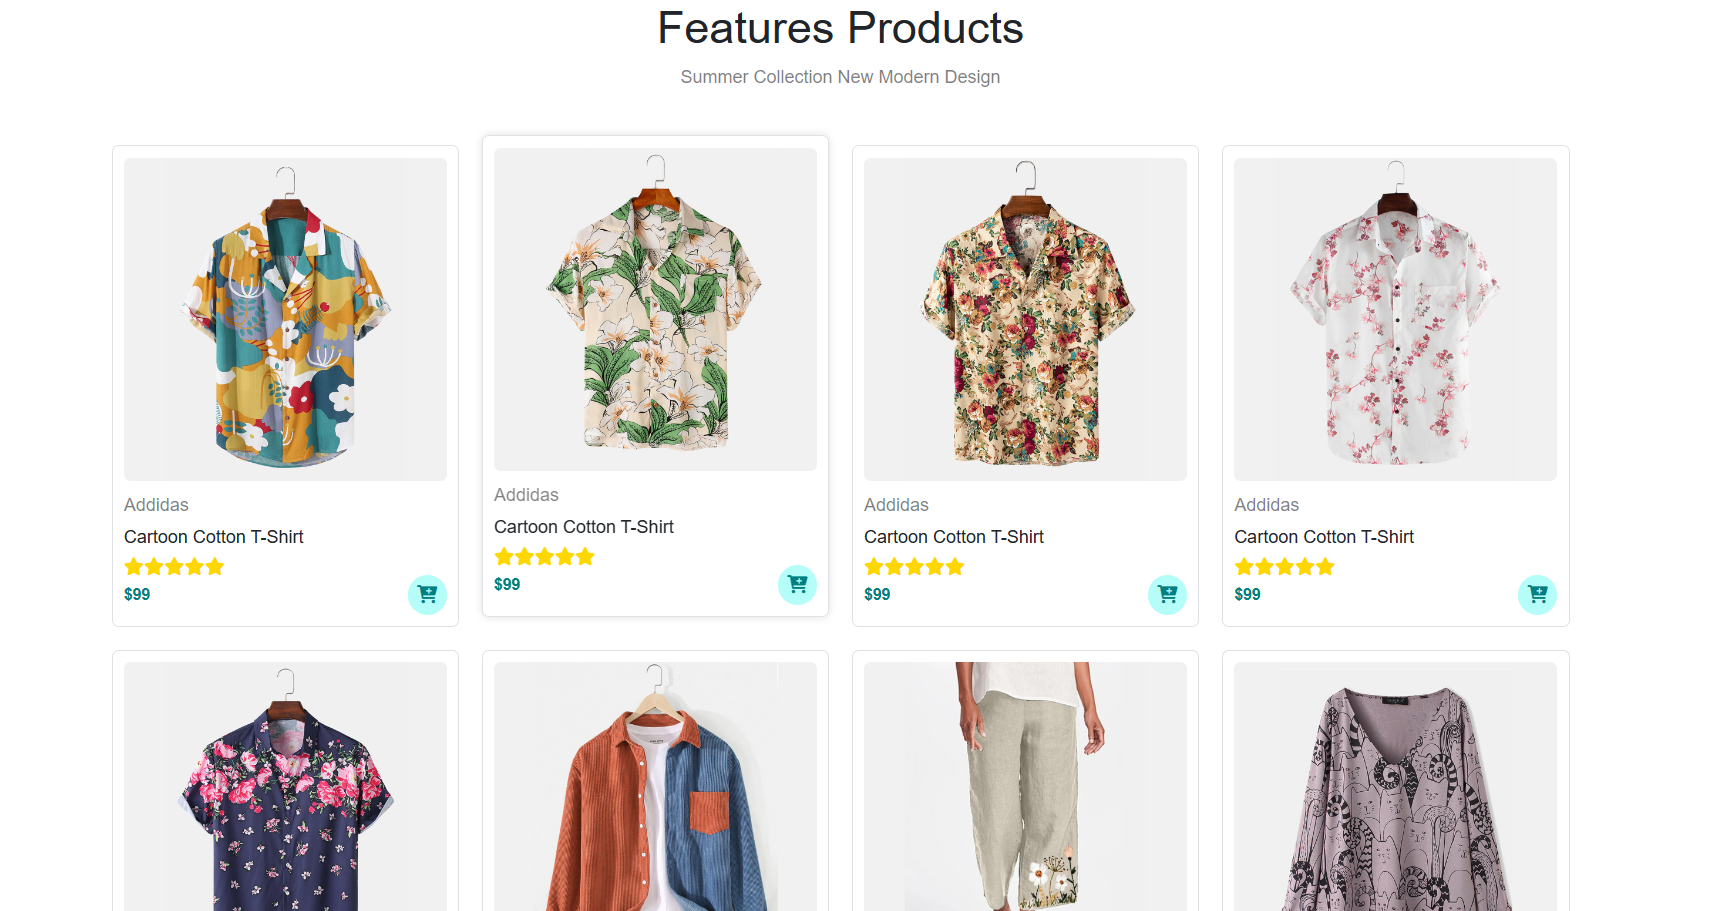 Features Products
Summer Collection New Modern Design
Addidas
Cartoon Cotton T-Shirt
$99
Addidas
Cartoon Cotton T-Shirt
$99
Addidas
Cartoon Cotton T-Shirt
$99
Addidas
Cartoon Cotton T-Shirt
$99